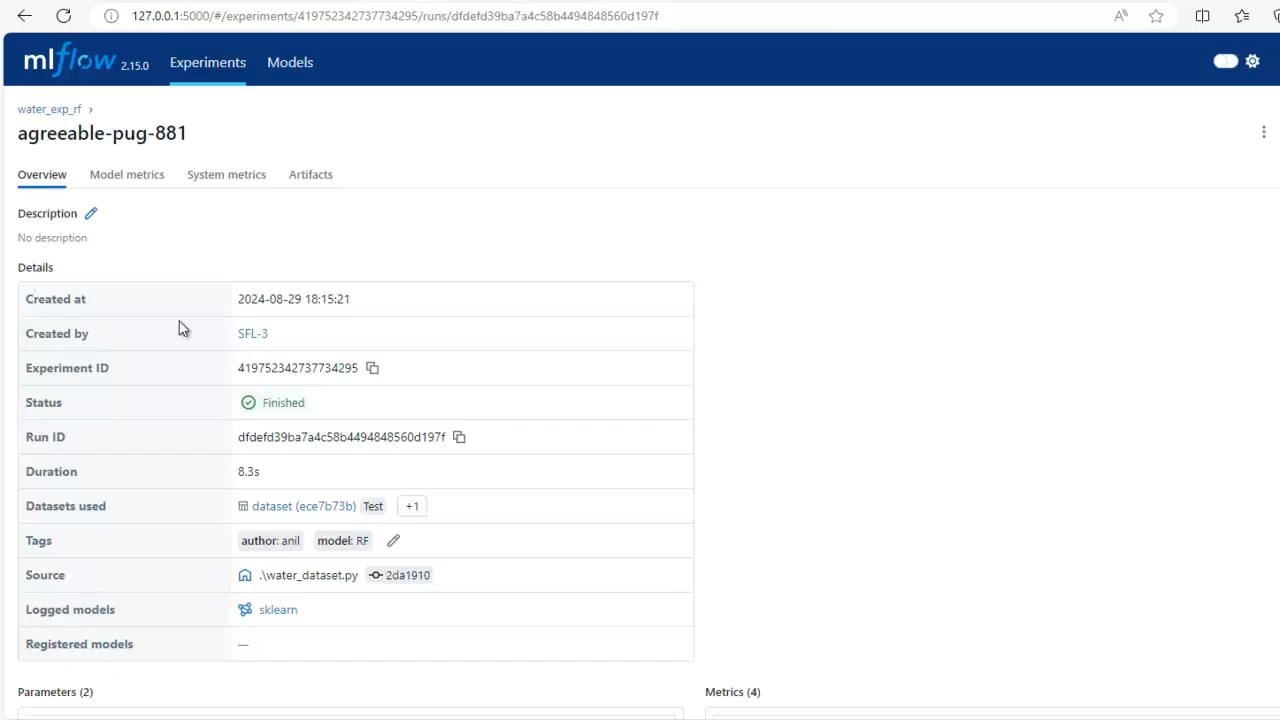 127.0.0.1:5000/#/experiments/419752342737734295/runs/dfdefd39ba7a4c58b4494848560d197f
mlflow 2.15.0 Experiments Models
water_exp_rf ›
agreeable-pug-881
Overview Model metrics System metrics Artifacts
Description
No description
Details
Created at 2024-08-29 18:15:21
Created by SFL-3
Experiment ID 419752342737734295
Status Finished
Run ID dfdefd39ba7a4c58b4494848560d197f
Duration 8.3s
Datasets used dataset (ece7b73b) Test +1
Tags author: anil model: RF
Source .\water_dataset.py 2da1910
Logged models sklearn
Registered models —
Parameters (2) Metrics (4)